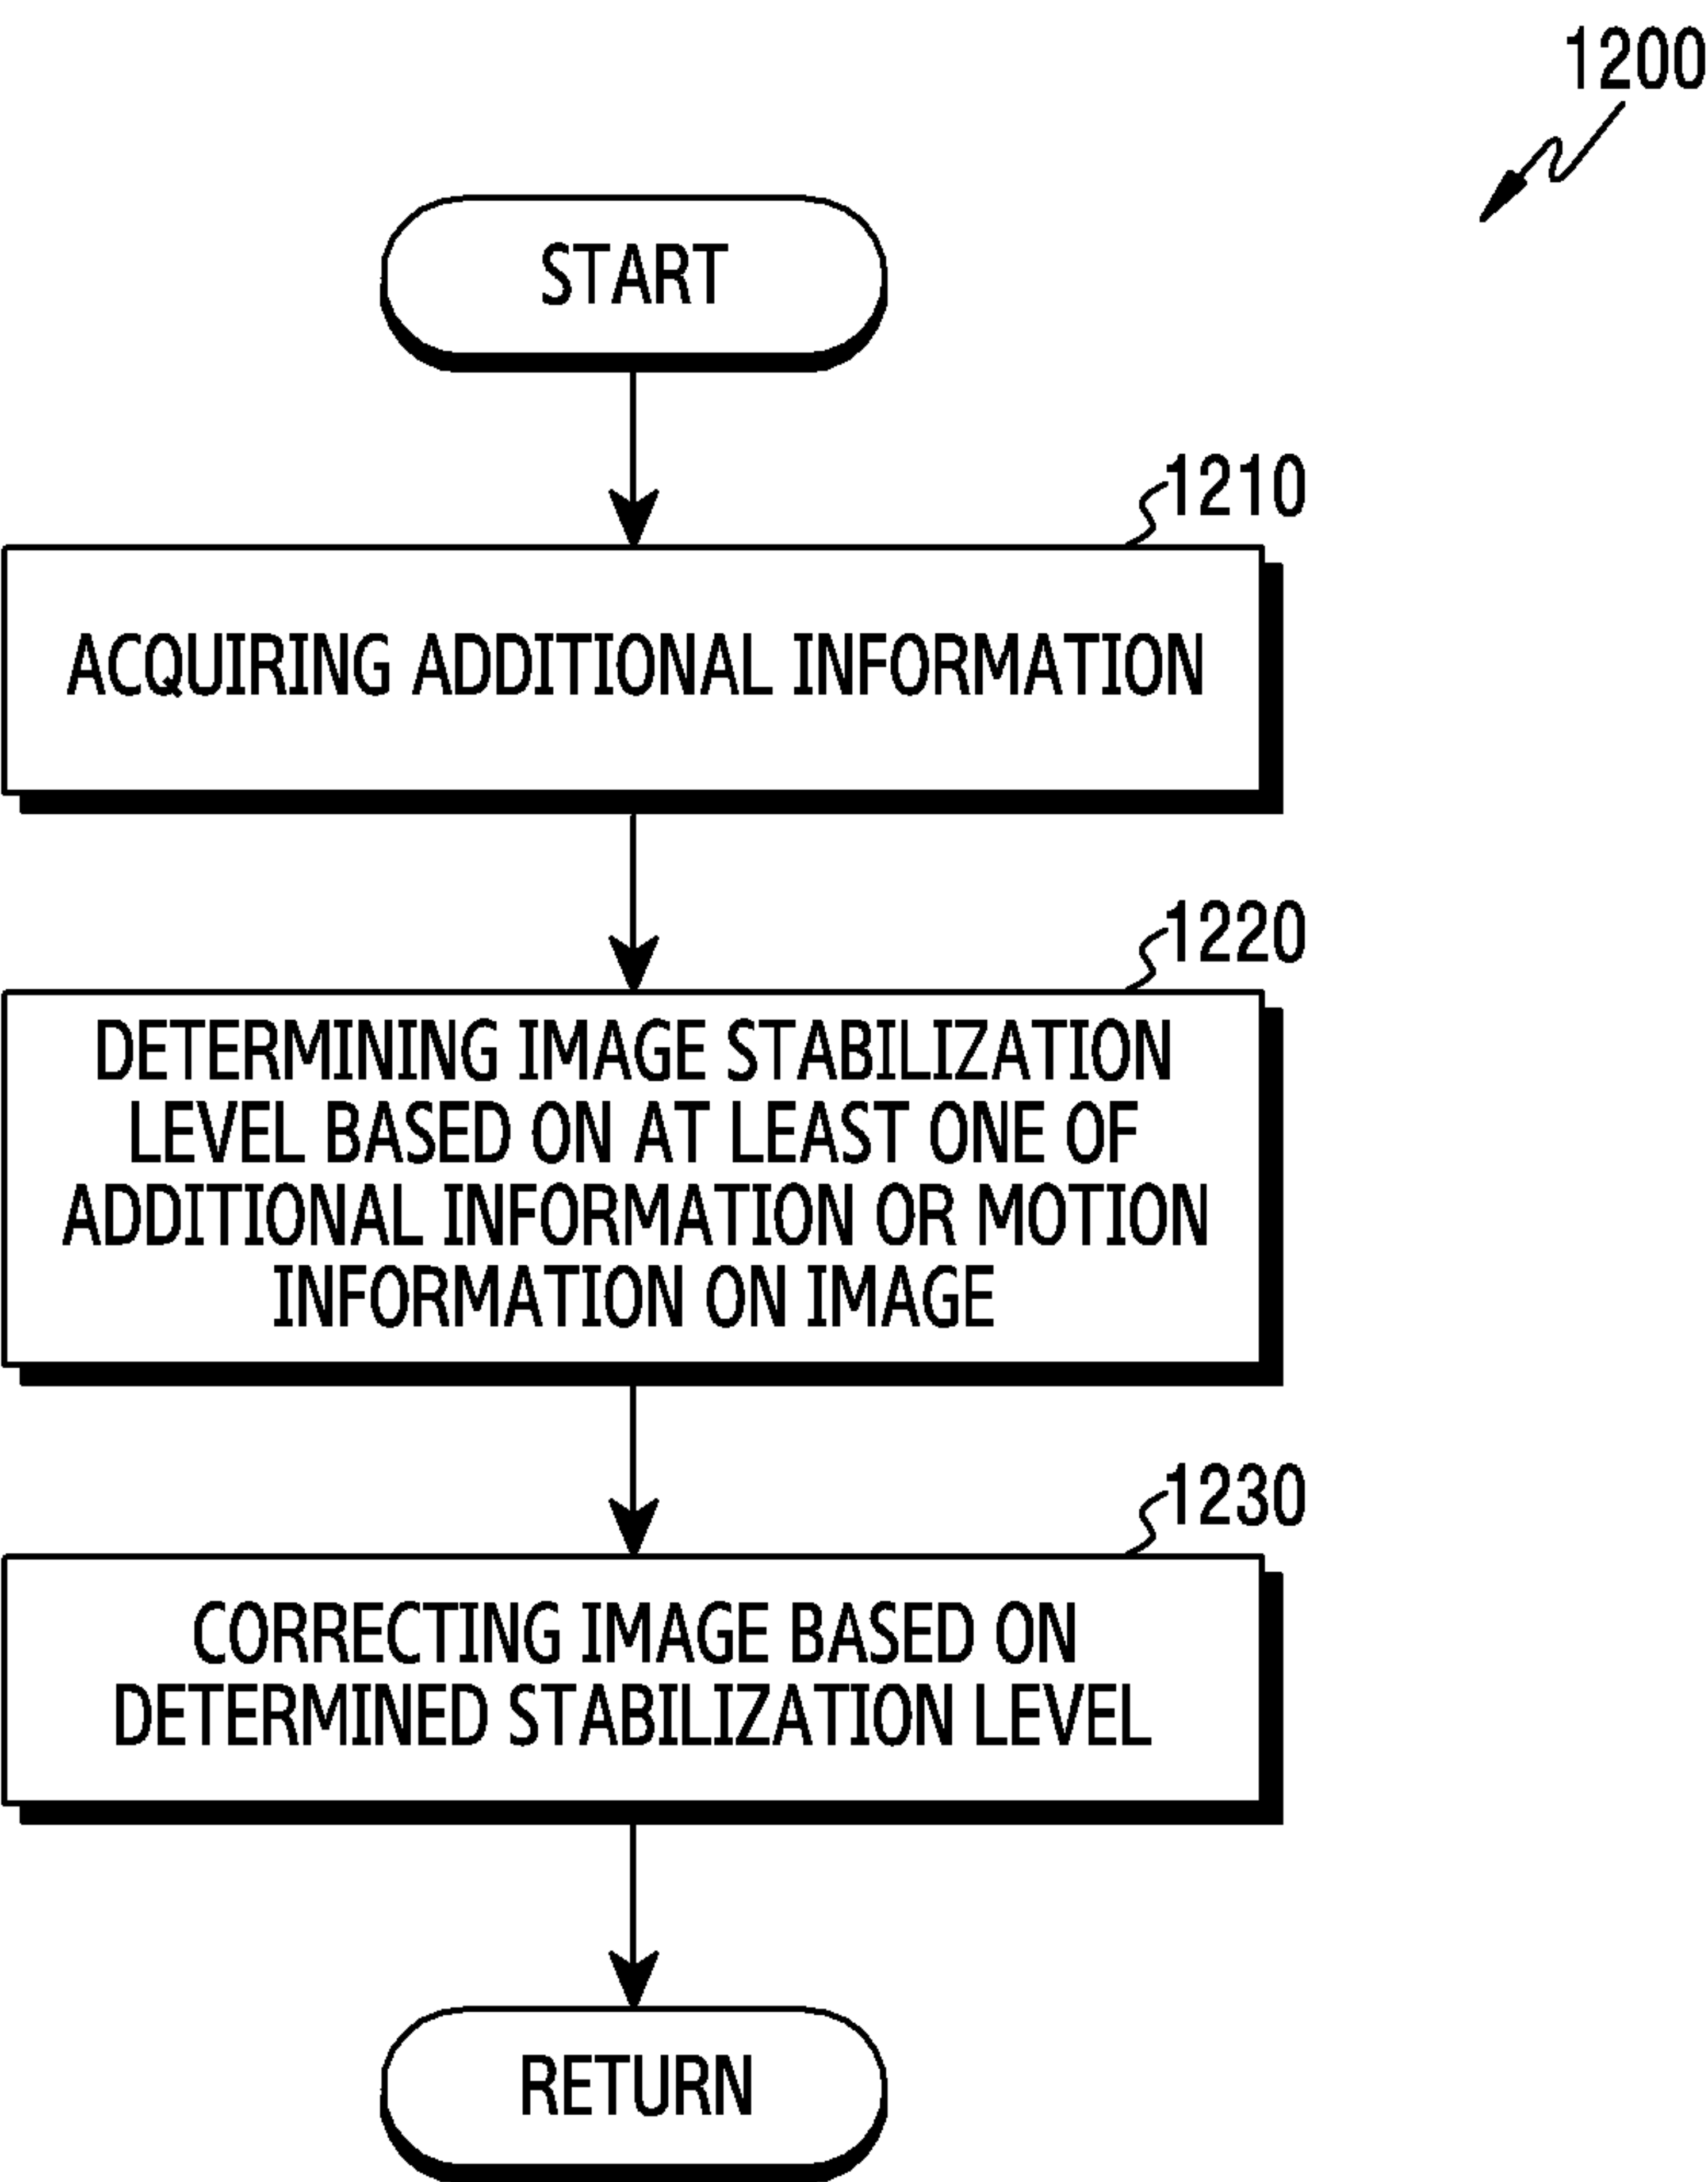 1200
START
1210
ACQUIRING ADDITIONAL INFORMATION
1220
DETERMINING IMAGE STABILIZATION
LEVEL BASED ON AT LEAST ONE OF
ADDITIONAL INFORMATION OR MOTION
INFORMATION ON IMAGE
1230
CORRECTING IMAGE BASED ON
DETERMINED STABILIZATION LEVEL
RETURN